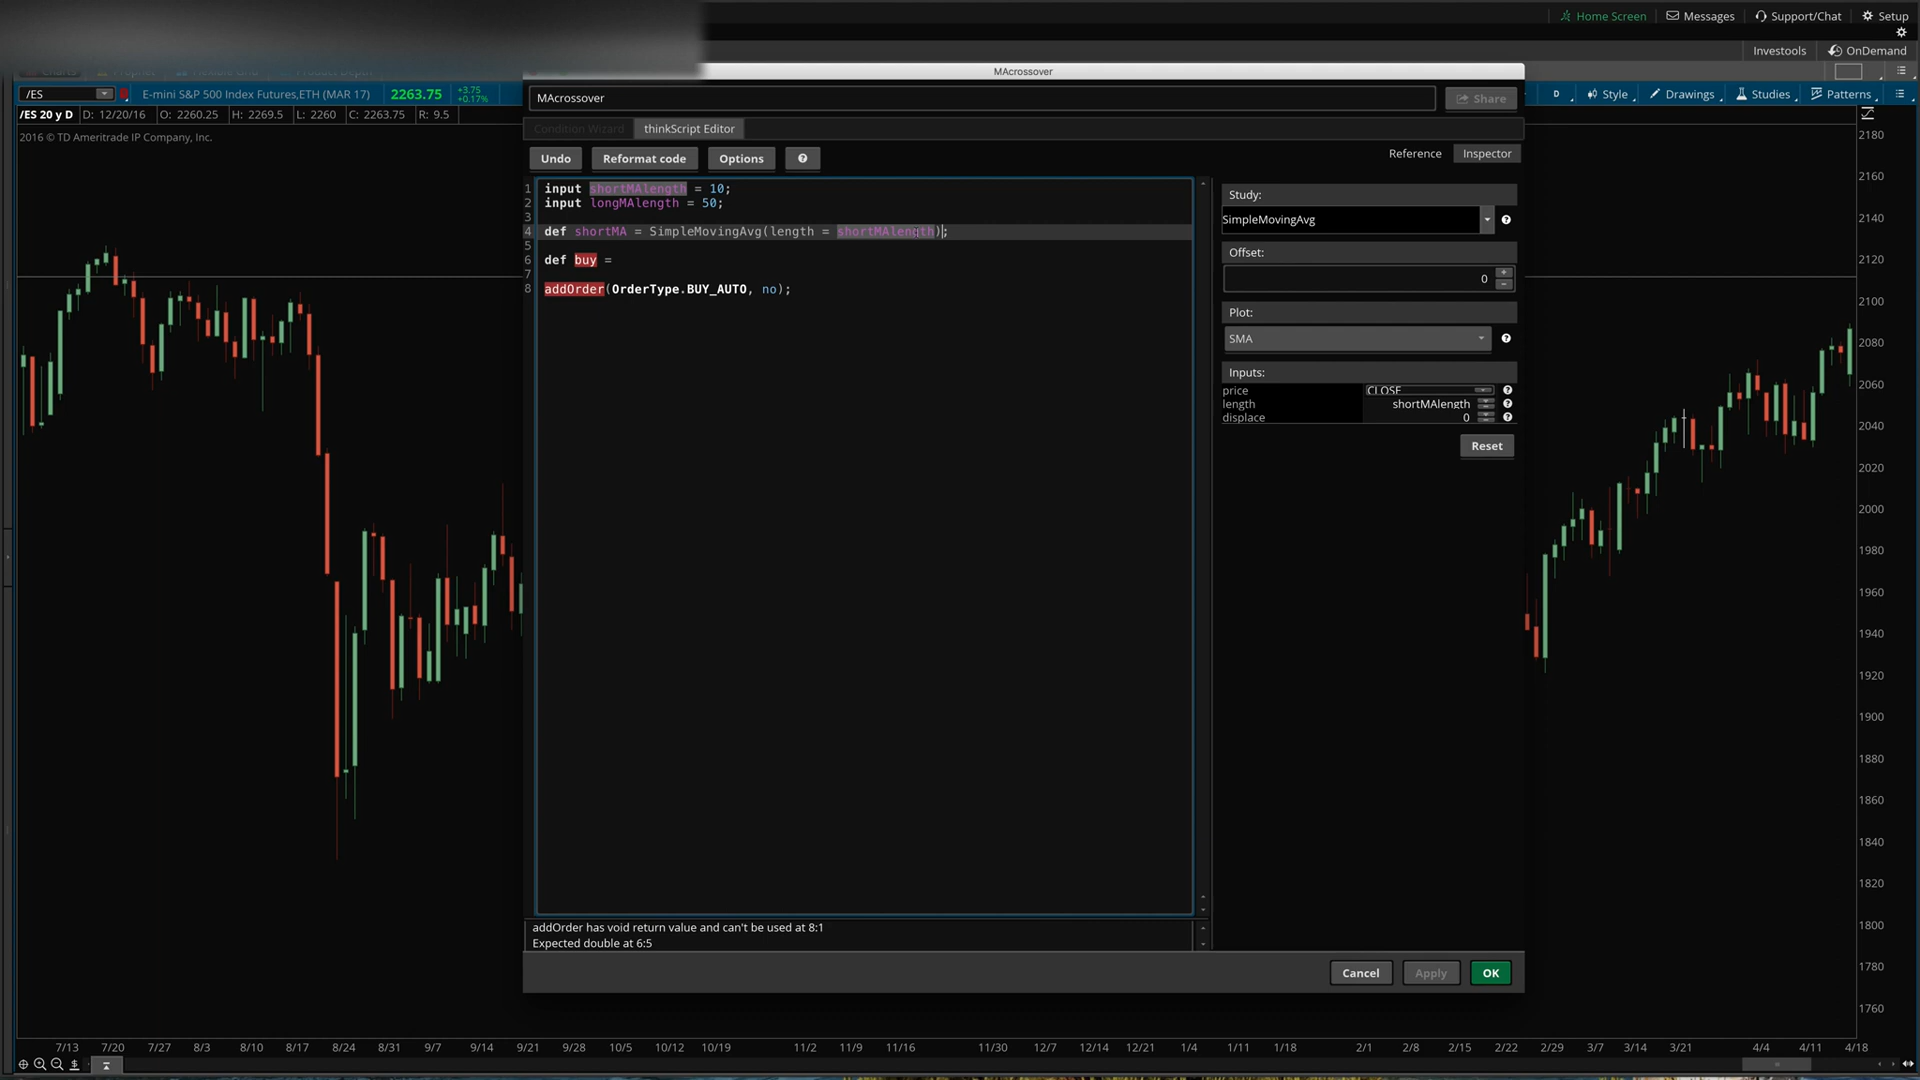 Home Screen
Messages
Support/Chat
Setup
Investools
OnDemand
MAcrossover
/ES
E-mini S&P 500 Index Futures,ETH (MAR 17)
2263.75
+3.75
+0.17%
D
Style
Drawings
Studies
Patterns
MAcrossover
Share
/ES 20 y D
D: 12/20/16
O: 2260.25
H: 2269.5
L: 2260
C: 2263.75
R: 9.5
2016 © TD Ameritrade IP Company, Inc.
Condition Wizard
thinkScript Editor
Undo
Reformat code
Options
Reference
Inspector
1 input shortMAlength = 10;
2 input longMAlength = 50;
3
4 def shortMA = SimpleMovingAvg(length = shortMAlength);
5
6 def buy =
7
8 addOrder(OrderType.BUY_AUTO, no);
Study:
SimpleMovingAvg
Offset:
0
Plot:
SMA
Inputs:
price CLOSE
length shortMAlength
displace 0
Reset
addOrder has void return value and can't be used at 8:1
Expected double at 6:5
Cancel
Apply
OK
2180
2160
2140
2120
2100
2080
2060
2040
2020
2000
1980
1960
1940
1920
1900
1880
1860
1840
1820
1800
1780
1760
7/13 7/20 7/27 8/3 8/10 8/17 8/24 8/31 9/7 9/14 9/21 9/28 10/5 10/12 10/19 11/2 11/9 11/16 11/30 12/7 12/14 12/21 1/4 1/11 1/18 2/1 2/8 2/15 2/22 2/29 3/7 3/14 3/21 4/4 4/11 4/18